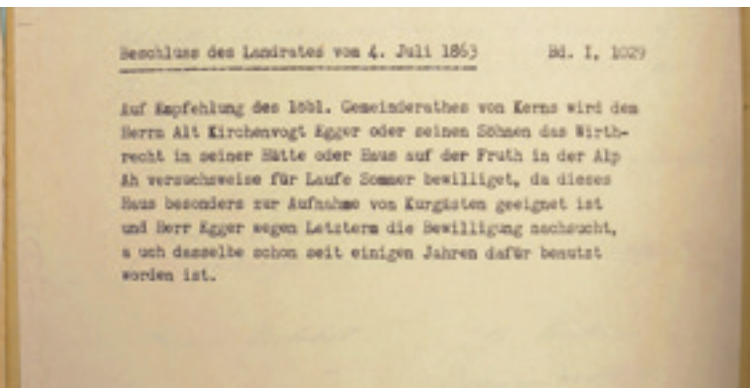 Beschluss des Landrates vom 4. Juli 1863 Bd. I, 1029
Auf Empfehlung des löbl. Gemeinderathes von Kerns wird dem
Herrn Alt Kirchenvogt Egger oder seinen Söhnen das Wirth-
recht in seiner Hütte oder Haus auf der Fruth in der Alp
Ah versuchsweise für Laufe Sommer bewilliget, da dieses
Haus besonders zur Aufnahme von Kurgästen geeignet ist
und Herr Egger wegen Letzterm die Bewilligung nachsucht,
a uch dasselbe schon seit einigen Jahren dafür benutzt
worden ist.